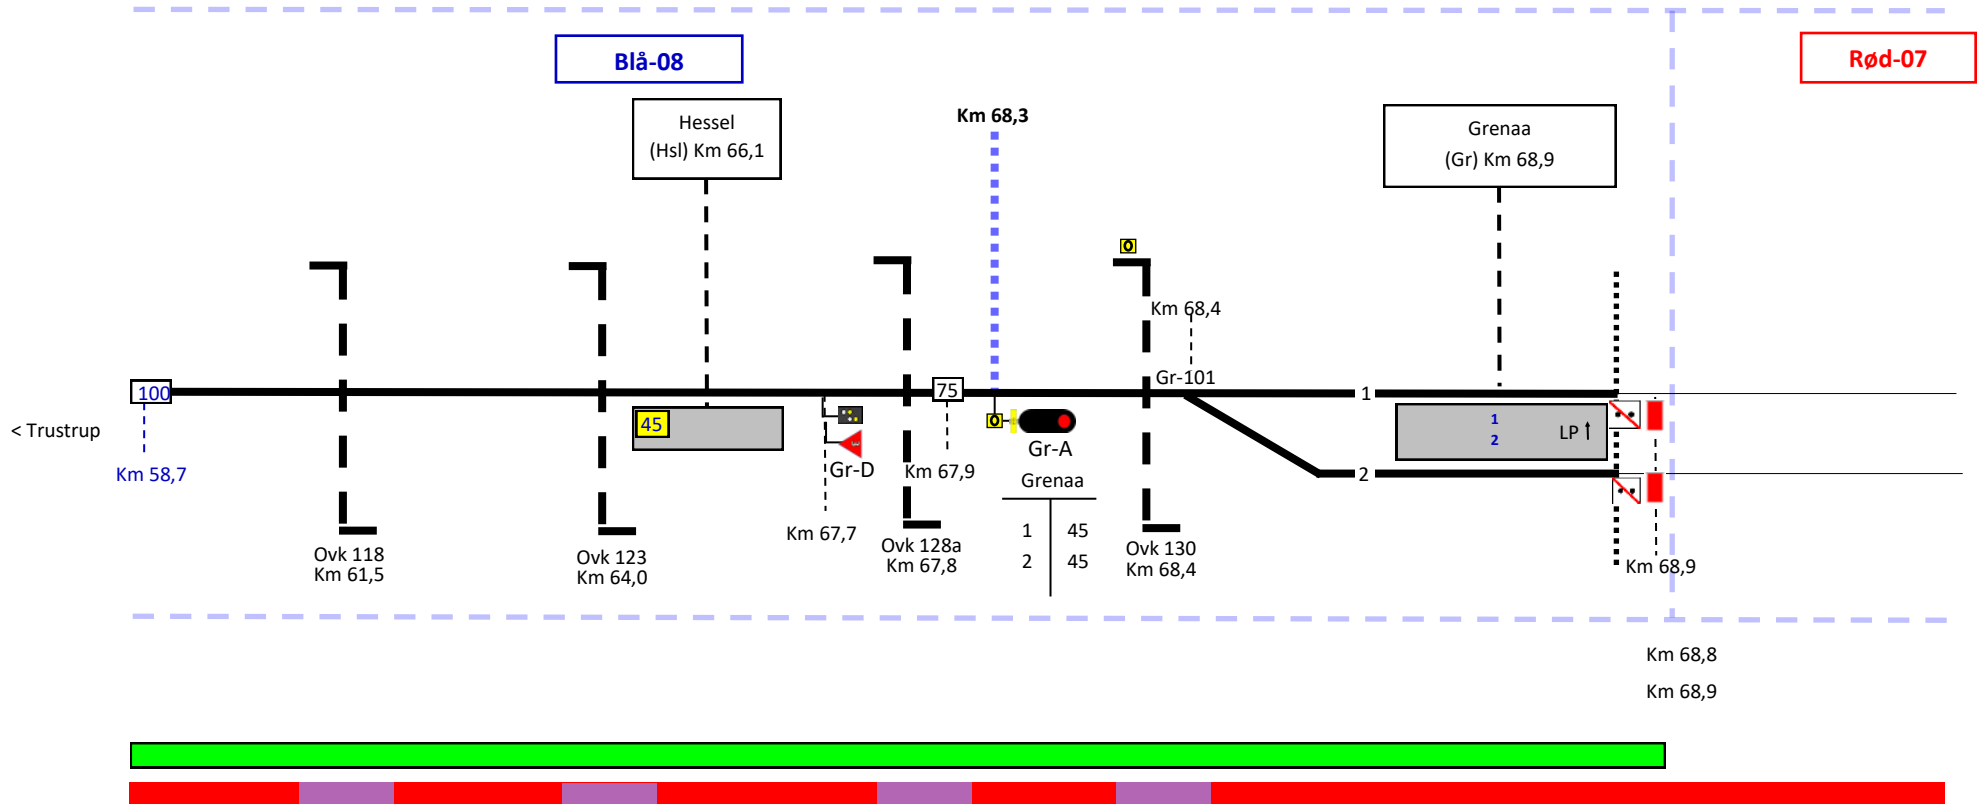 Blå-08
Rød-07
Hessel
(Hsl) Km 66,1
Km 68,3
Grenaa
(Gr) Km 68,9
0
Km 68,4
Gr-101
100
75
1
< Trustrup
45
0
1
2
LP ↑
Gr-D
Gr-A
Km 58,7
Km 67,9
Grenaa
2
1 45
2 45
Km 67,7
Ovk 118
Km 61,5
Ovk 123
Km 64,0
Ovk 128a
Km 67,8
Ovk 130
Km 68,4
Km 68,9
Km 68,8
Km 68,9